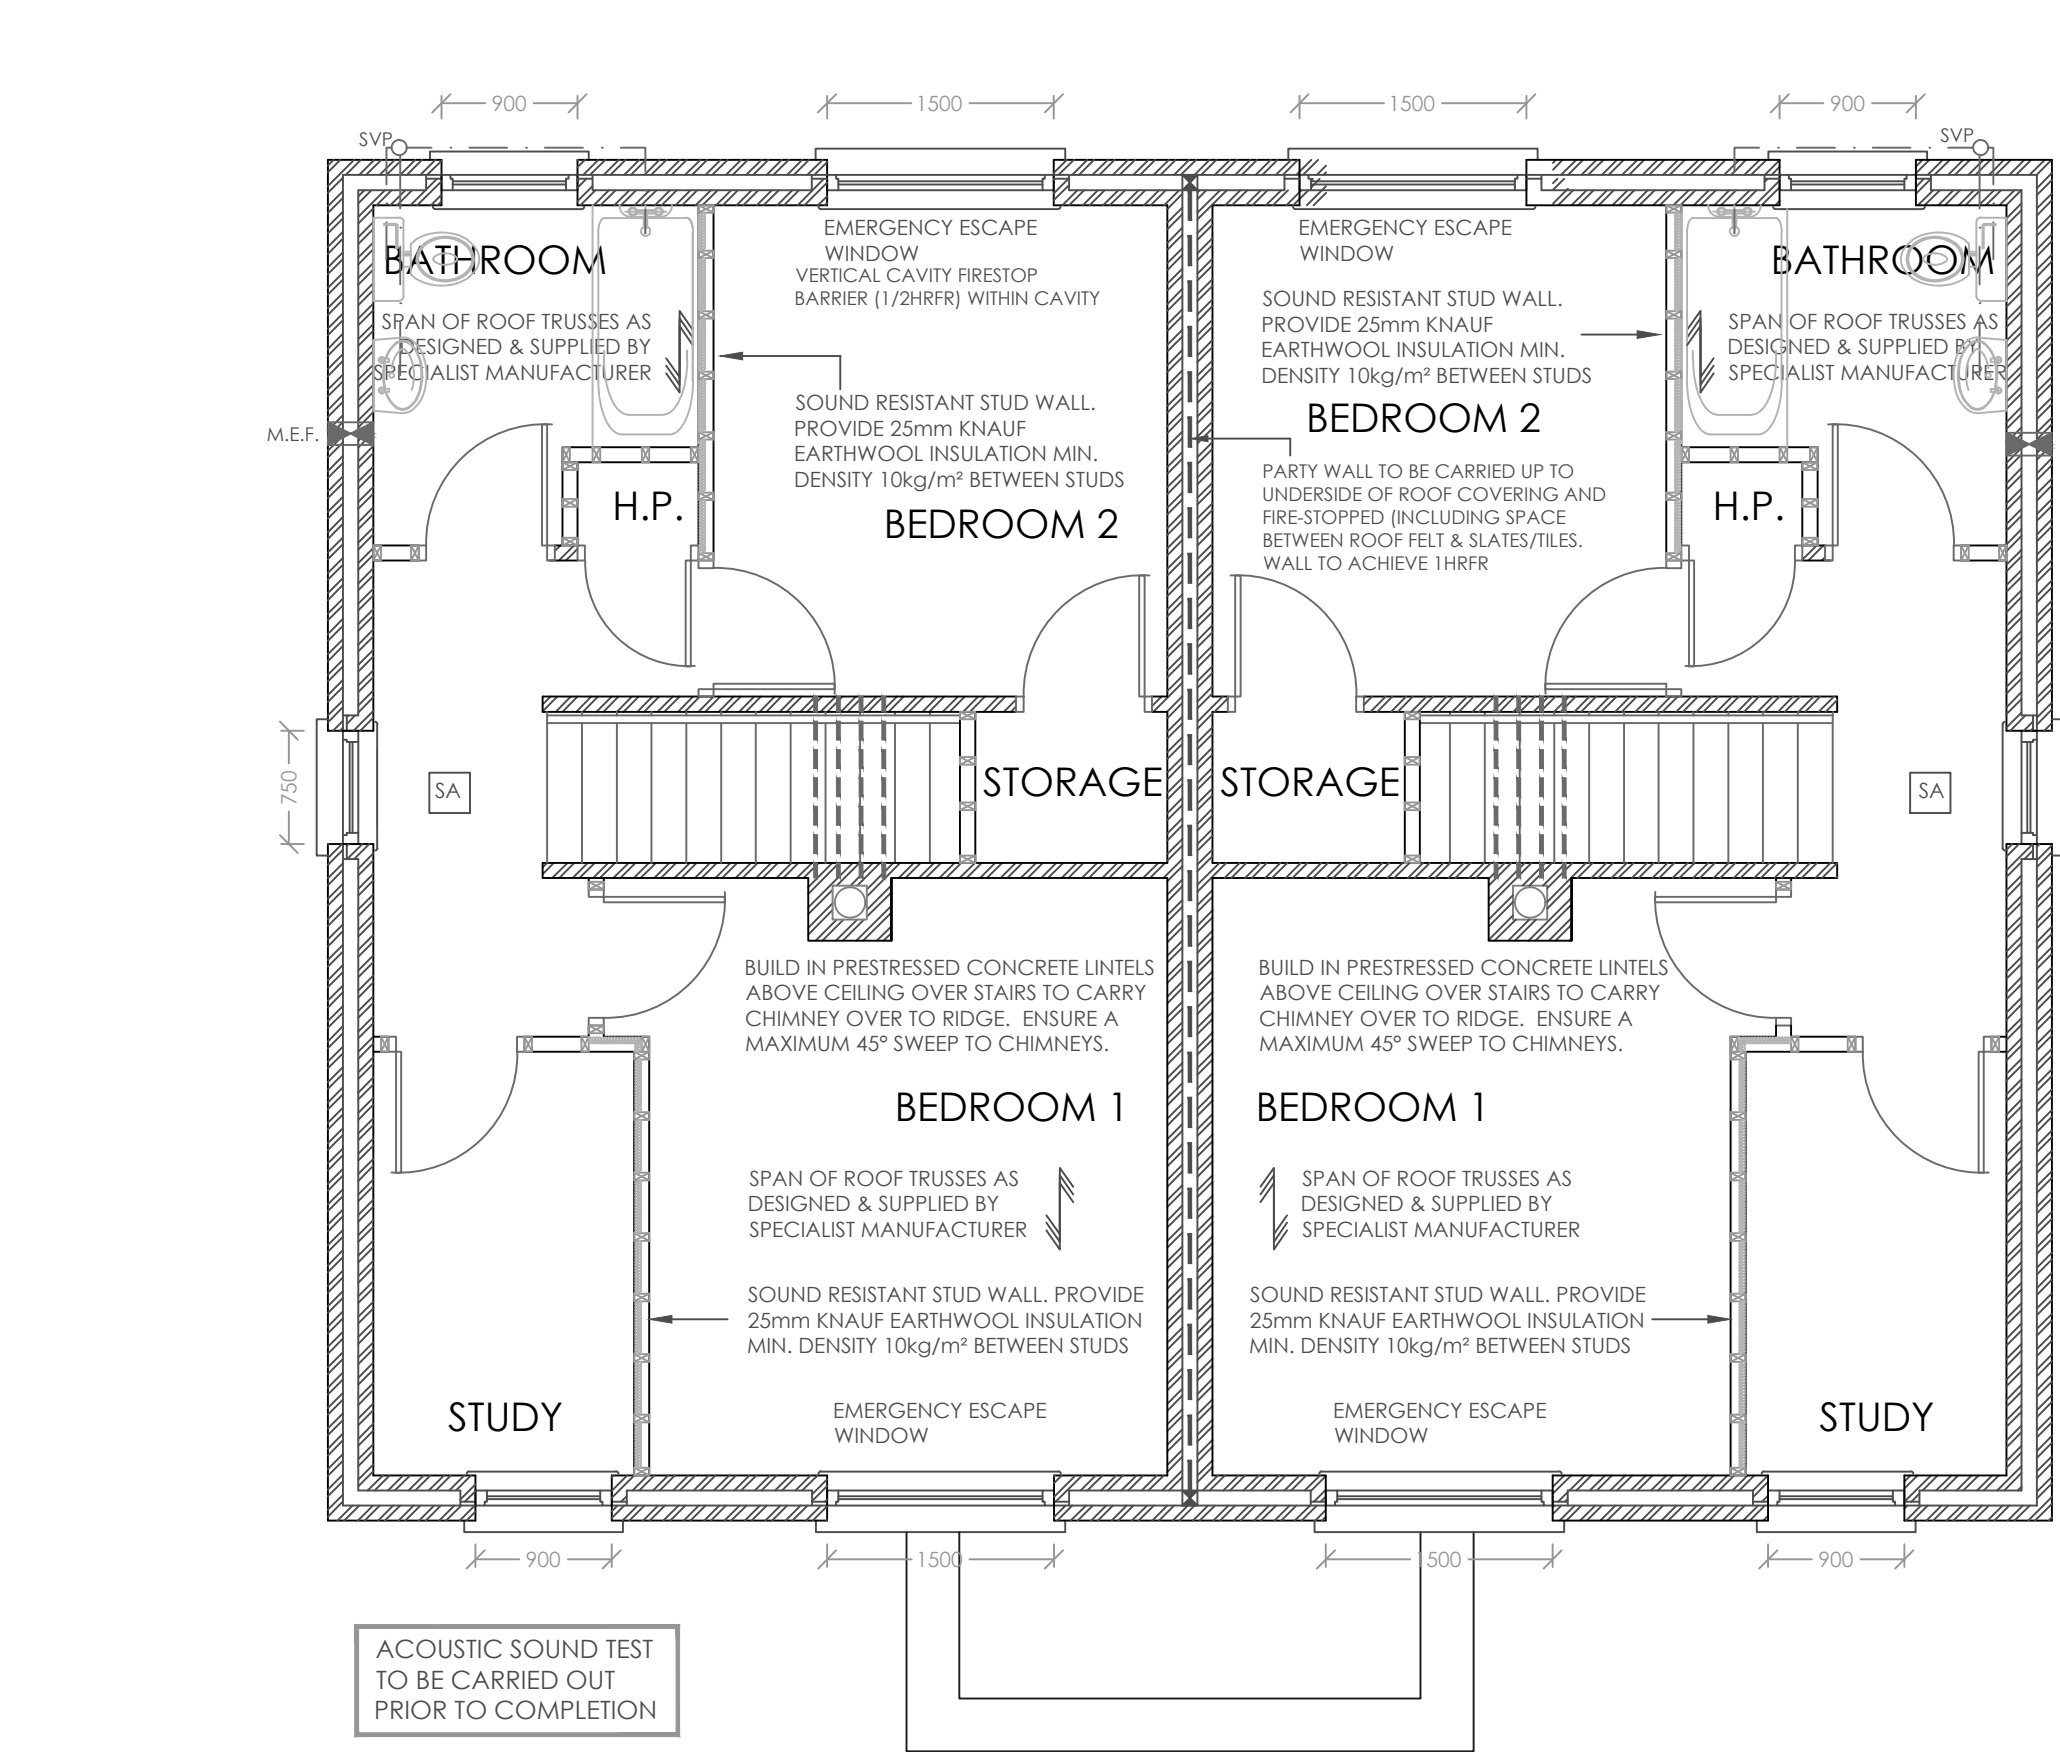 900
1500
1500
900
SVP
SVP
EMERGENCY ESCAPE
WINDOW
VERTICAL CAVITY FIRESTOP
BARRIER (1/2HRFR) WITHIN CAVITY
EMERGENCY ESCAPE
WINDOW
BATHROOM
BATHROOM
SPAN OF ROOF TRUSSES AS
DESIGNED & SUPPLIED BY
SPECIALIST MANUFACTURER
SOUND RESISTANT STUD WALL.
PROVIDE 25mm KNAUF
EARTHWOOL INSULATION MIN.
DENSITY 10kg/m² BETWEEN STUDS
SPAN OF ROOF TRUSSES AS
DESIGNED & SUPPLIED BY
SPECIALIST MANUFACTURER
SOUND RESISTANT STUD WALL.
PROVIDE 25mm KNAUF
EARTHWOOL INSULATION MIN.
DENSITY 10kg/m² BETWEEN STUDS
BEDROOM 2
M.E.F.
H.P.
BEDROOM 2
PARTY WALL TO BE CARRIED UP TO
UNDERSIDE OF ROOF COVERING AND
FIRE-STOPPED (INCLUDING SPACE
BETWEEN ROOF FELT & SLATES/TILES.
WALL TO ACHIEVE 1HRFR
H.P.
750
SA
STORAGE
STORAGE
SA
BUILD IN PRESTRESSED CONCRETE LINTELS
ABOVE CEILING OVER STAIRS TO CARRY
CHIMNEY OVER TO RIDGE. ENSURE A
MAXIMUM 45° SWEEP TO CHIMNEYS.
BUILD IN PRESTRESSED CONCRETE LINTELS
ABOVE CEILING OVER STAIRS TO CARRY
CHIMNEY OVER TO RIDGE. ENSURE A
MAXIMUM 45° SWEEP TO CHIMNEYS.
BEDROOM 1
BEDROOM 1
SPAN OF ROOF TRUSSES AS
DESIGNED & SUPPLIED BY
SPECIALIST MANUFACTURER
SPAN OF ROOF TRUSSES AS
DESIGNED & SUPPLIED BY
SPECIALIST MANUFACTURER
SOUND RESISTANT STUD WALL. PROVIDE
25mm KNAUF EARTHWOOL INSULATION
MIN. DENSITY 10kg/m² BETWEEN STUDS
SOUND RESISTANT STUD WALL. PROVIDE
25mm KNAUF EARTHWOOL INSULATION
MIN. DENSITY 10kg/m² BETWEEN STUDS
STUDY
EMERGENCY ESCAPE
WINDOW
EMERGENCY ESCAPE
WINDOW
STUDY
900
1500
1500
900
ACOUSTIC SOUND TEST
TO BE CARRIED OUT
PRIOR TO COMPLETION